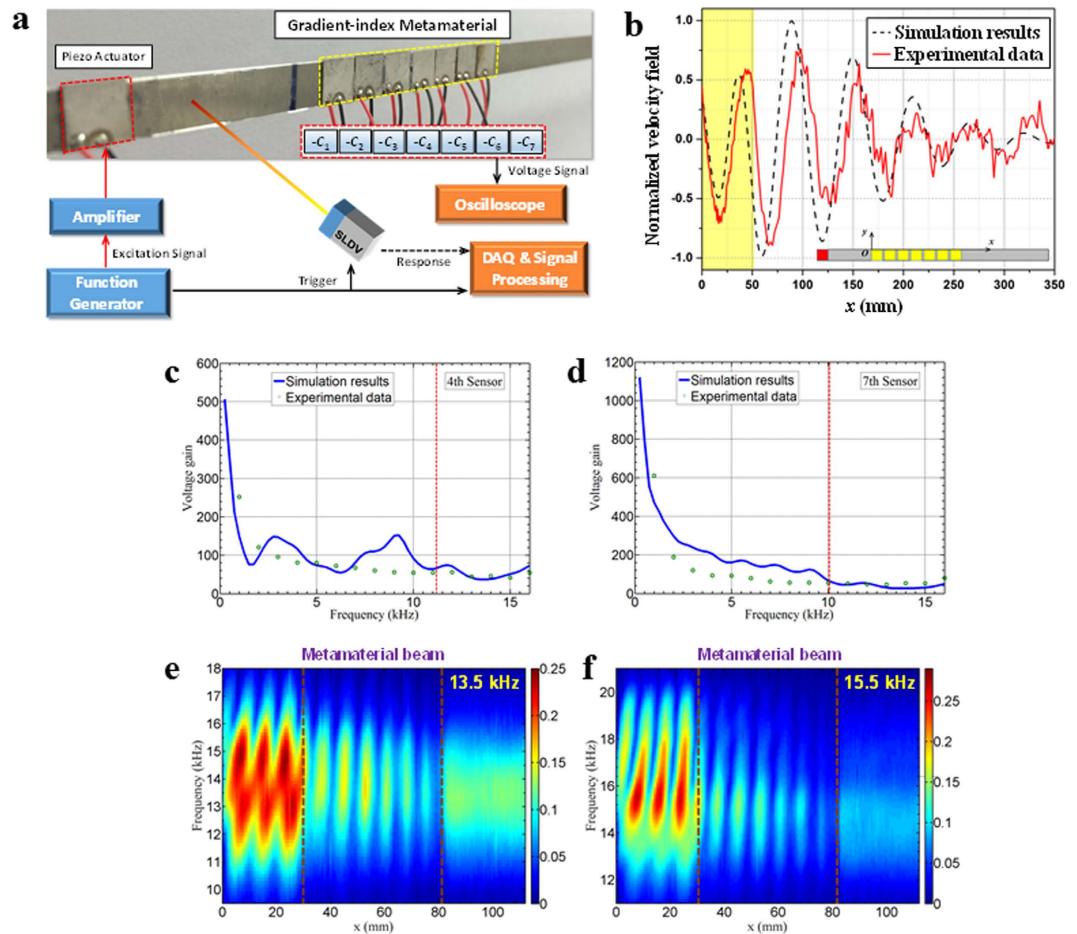 a
Gradient-index Metamaterial
Piezo Actuator
-C1 -C2 -C3 -C4 -C5 -C6 -C7
Voltage Signal
Oscilloscope
Amplifier
SLDV
Excitation Signal
Response
DAQ & Signal
Processing
Function
Generator
Trigger
b
1.0
0.5
0.0
-0.5
-1.0
Normalized velocity field
Simulation results
Experimental data
y
O
x
0 50 100 150 200 250 300 350
x (mm)
c
600
500
400
300
200
100
0
Voltage gain
Simulation results
Experimental data
4th Sensor
0 5 10 15
Frequency (kHz)
d
1200
1000
800
600
400
200
0
Voltage gain
Simulation results
Experimental data
7th Sensor
0 5 10 15
Frequency (kHz)
Metamaterial beam
e
13.5 kHz
18
17
16
15
14
13
12
11
10
Frequency (kHz)
0 20 40 60 80 100
x (mm)
0.25
0.2
0.15
0.1
0.05
0
Metamaterial beam
f
15.5 kHz
20
18
16
14
12
Frequency (kHz)
0 20 40 60 80 100
x (mm)
0.25
0.2
0.15
0.1
0.05
0